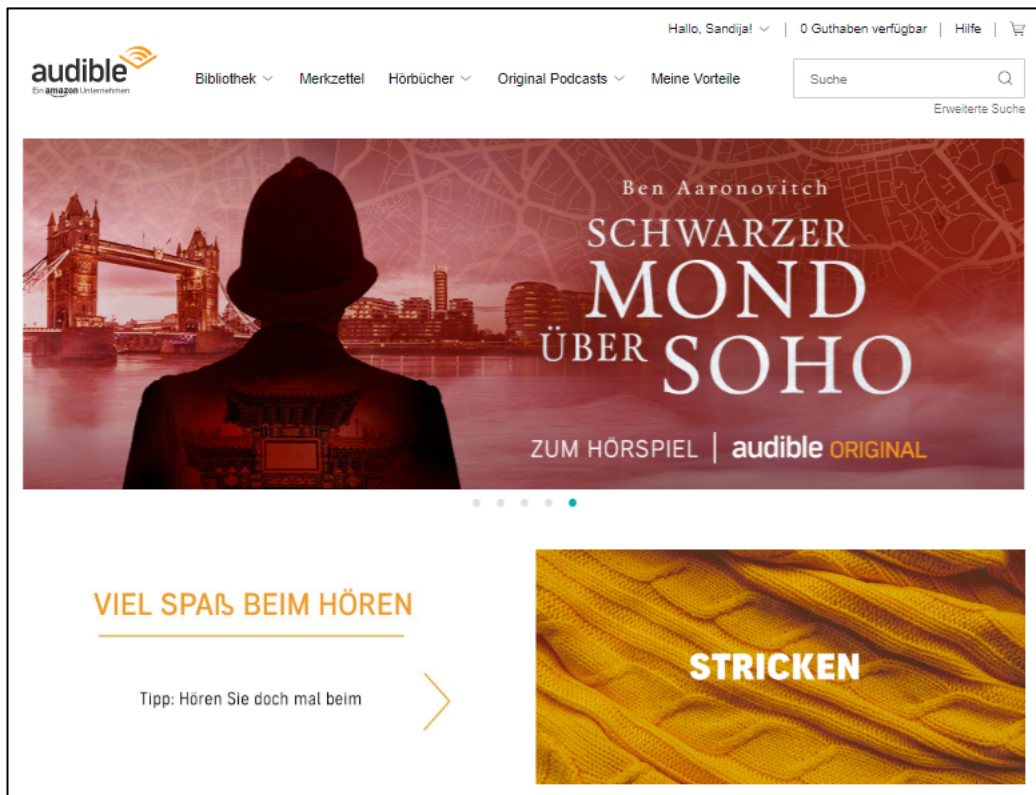 Hallo, Sandija! | 0 Guthaben verfügbar | Hilfe |
audible
Ein amazon Unternehmen
Bibliothek Merkzettel Hörbücher Original Podcasts Meine Vorteile Suche
Erweiterte Suche
Ben Aaronovitch
SCHWARZER
MOND
ÜBER SOHO
ZUM HÖRSPIEL | audible ORIGINAL
VIEL SPAß BEIM HÖREN
Tipp: Hören Sie doch mal beim
STRICKEN